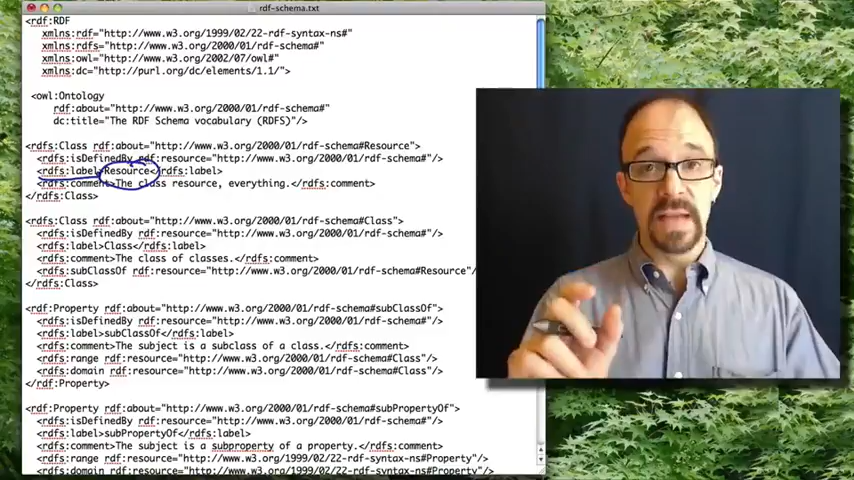 rdf-schema.txt
<rdf:RDF
xmlns:rdf="http://www.w3.org/1999/02/22-rdf-syntax-ns#"
xmlns:rdfs="http://www.w3.org/2000/01/rdf-schema#"
xmlns:owl="http://www.w3.org/2002/07/owl#"
xmlns:dc="http://purl.org/dc/elements/1.1/">
<owl:Ontology
rdf:about="http://www.w3.org/2000/01/rdf-schema#"
dc:title="The RDF Schema vocabulary (RDFS)"/>
<rdfs:Class rdf:about="http://www.w3.org/2000/01/rdf-schema#Resource">
<rdfs:isDefinedBy rdf:resource="http://www.w3.org/2000/01/rdf-schema#"/>
<rdfs:label>Resource</rdfs:label>
<rdfs:comment>The class resource, everything.</rdfs:comment>
</rdfs:Class>
<rdfs:Class rdf:about="http://www.w3.org/2000/01/rdf-schema#Class">
<rdfs:isDefinedBy rdf:resource="http://www.w3.org/2000/01/rdf-schema#"/>
<rdfs:label>Class</rdfs:label>
<rdfs:comment>The class of classes.</rdfs:comment>
<rdfs:subClassOf rdf:resource="http://www.w3.org/2000/01/rdf-schema#Resource"/
</rdfs:Class>
<rdf:Property rdf:about="http://www.w3.org/2000/01/rdf-schema#subClassOf">
<rdfs:isDefinedBy rdf:resource="http://www.w3.org/2000/01/rdf-schema#"/>
<rdfs:label>subClassOf</rdfs:label>
<rdfs:comment>The subject is a subclass of a class.</rdfs:comment>
<rdfs:range rdf:resource="http://www.w3.org/2000/01/rdf-schema#Class"/>
<rdfs:domain rdf:resource="http://www.w3.org/2000/01/rdf-schema#Class"/>
</rdf:Property>
<rdf:Property rdf:about="http://www.w3.org/2000/01/rdf-schema#subPropertyOf">
<rdfs:isDefinedBy rdf:resource="http://www.w3.org/2000/01/rdf-schema#"/>
<rdfs:label>subPropertyOf</rdfs:label>
<rdfs:comment>The subject is a subproperty of a property.</rdfs:comment>
<rdfs:range rdf:resource="http://www.w3.org/1999/02/22-rdf-syntax-ns#Property"/>
<rdfs:domain rdf:resource="http://www.w3.org/1999/02/22-rdf-syntax-ns#Property"/>